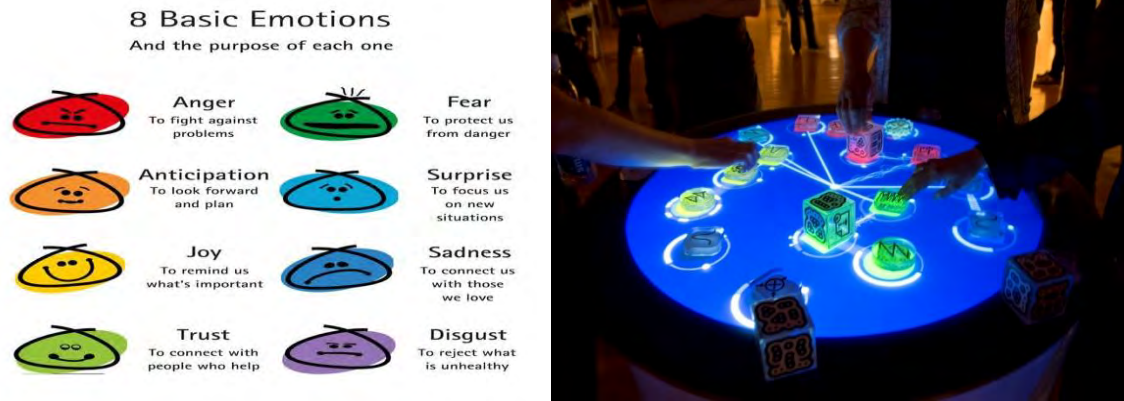 8 Basic Emotions
And the purpose of each one
Anger
To fight against
problems
Fear
To protect us
from danger
Anticipation
To look forward
and plan
Surprise
To focus us
on new
situations
Joy
To remind us
what's important
Sadness
To connect us
with those
we love
Trust
To connect with
people who help
Disgust
To reject what
is unhealthy